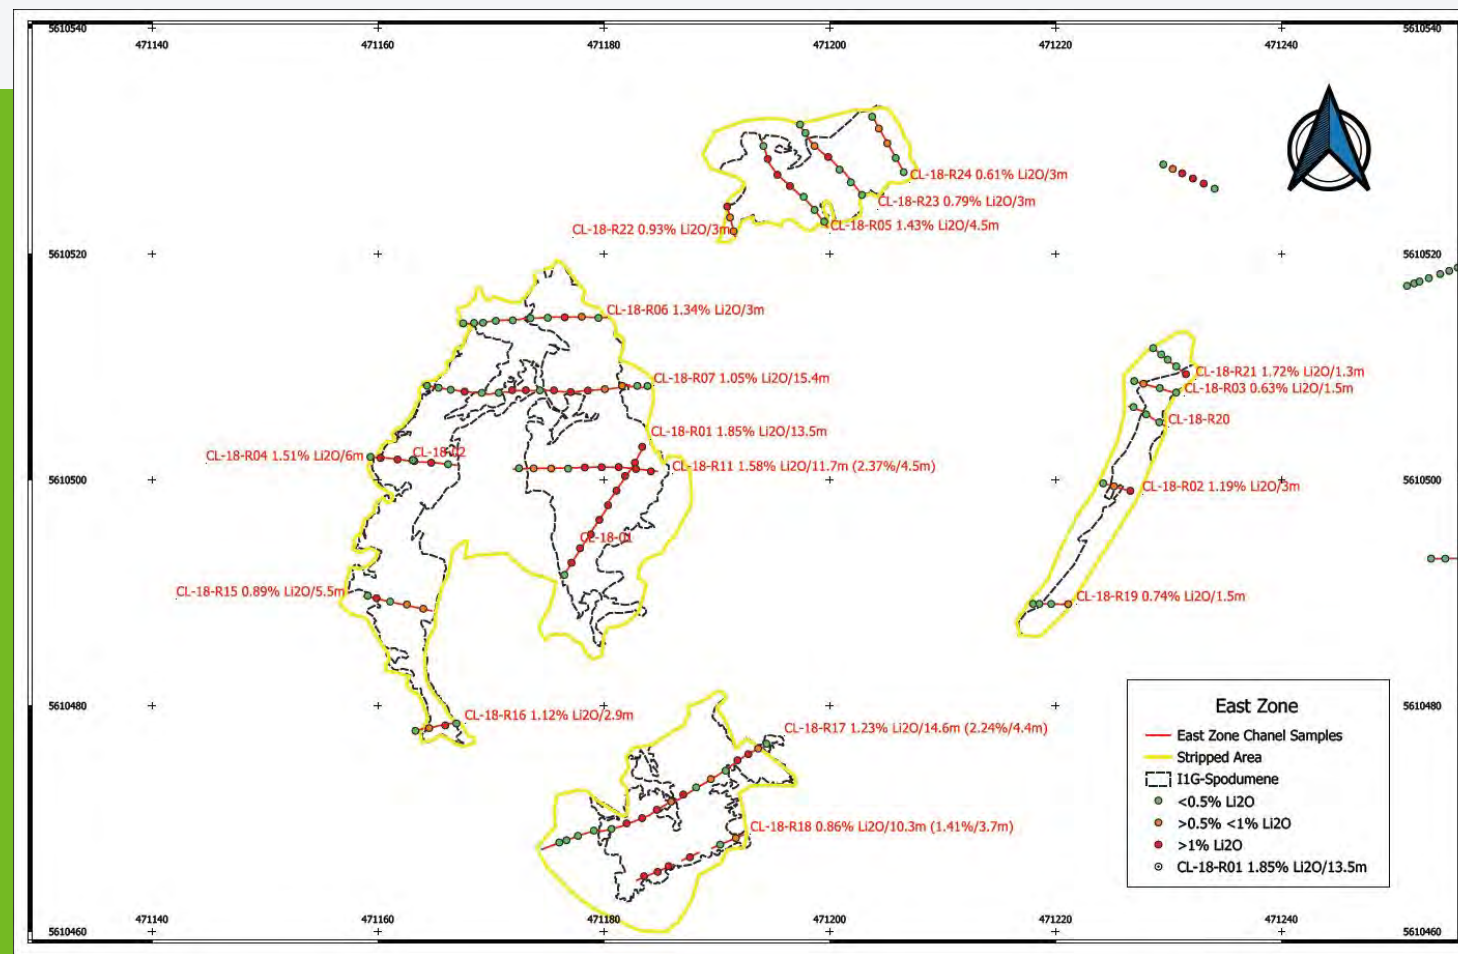 5610540
5610540
471140
471160
471180
471200
471220
471240
CL-18-R24 0.61% Li2O/3m
CL-18-R23 0.79% Li2O/3m
CL-18-R05 1.43% Li2O/4.5m
CL-18-R22 0.93% Li2O/3m
5610520
5610520
CL-18-R06 1.34% Li2O/3m
CL-18-R07 1.05% Li2O/15.4m
CL-18-R21 1.72% Li2O/1.3m
CL-18-R03 0.63% Li2O/1.5m
CL-18-R20
CL-18-R01 1.85% Li2O/13.5m
CL-18-R04 1.51% Li2O/6m
CL-18-02
CL-18-R11 1.58% Li2O/11.7m (2.37%/4.5m)
5610500
5610500
CL-18-R02 1.19% Li2O/3m
CL-18-01
CL-18-R15 0.89% Li2O/5.5m
CL-18-R19 0.74% Li2O/1.5m
5610480
5610480
CL-18-R16 1.12% Li2O/2.9m
CL-18-R17 1.23% Li2O/14.6m (2.24%/4.4m)
CL-18-R18 0.86% Li2O/10.3m (1.41%/3.7m)
East Zone
East Zone Chanel Samples
Stripped Area
I1G-Spodumene
<0.5% Li2O
>0.5% <1% Li2O
>1% Li2O
CL-18-R01 1.85% Li2O/13.5m
471140
471160
471180
471200
471220
471240
5610460
5610460